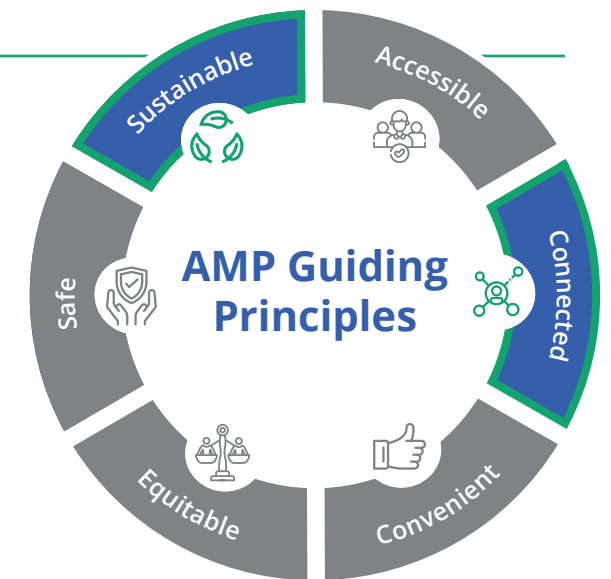 Sustainable
Accessible
Connected
Convenient
Equitable
Safe
AMP Guiding
Principles